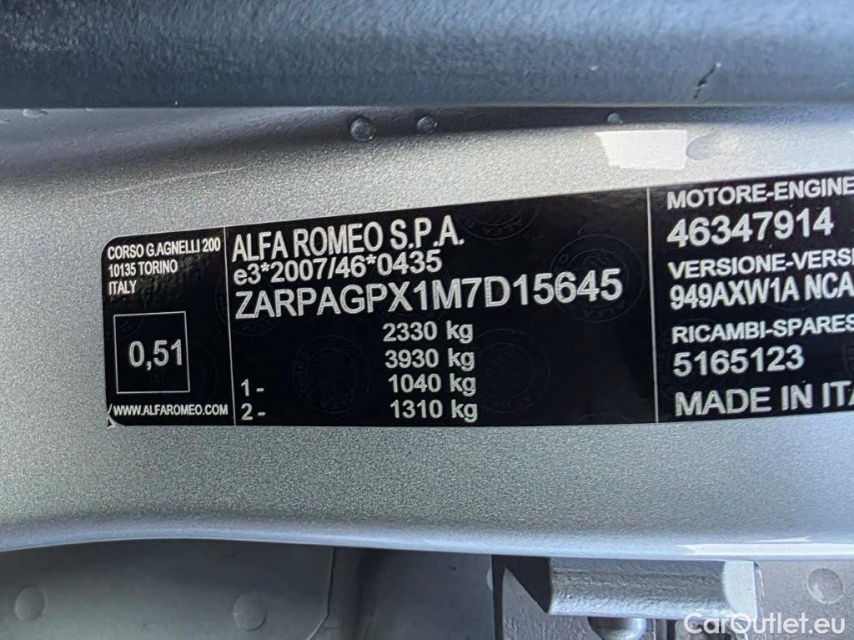 CORSO G.AGNELLI 200
10135 TORINO
ITALY
0,51
WWW.ALFAROMEO.COM
ALFA ROMEO S.P.A.
e3*2007/46*0435
ZARPAGPX1M7D15645
2330 kg
3930 kg
1- 1040 kg
2- 1310 kg
MOTORE-ENGINE
46347914
VERSIONE-VERSI
949AXW1A NCA
RICAMBI-SPARES
5165123
MADE IN ITA
CarOutlet.eu